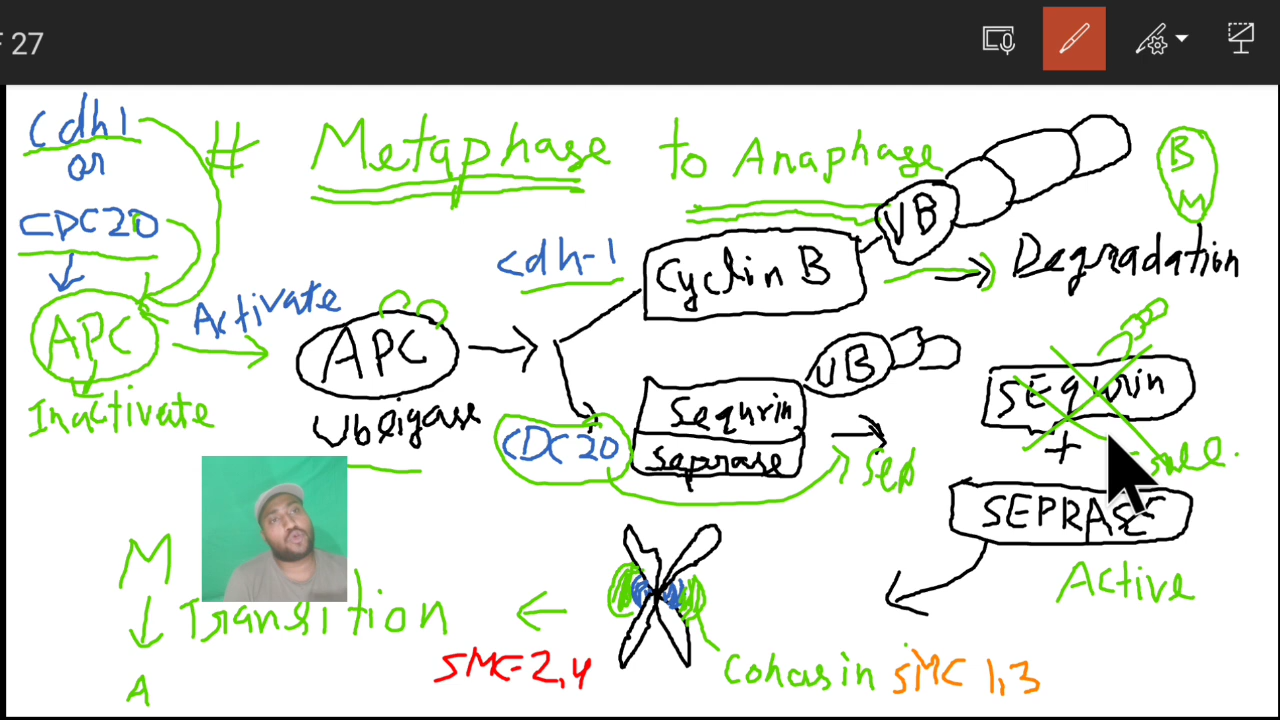 F 27
Cdh1
or
CDC20
# Metaphase to Anaphase
B
M
APC
Inactivate
Activate
APC
Ubligase
Cdh-1
Cyclin B
UB
Degradation
CDC20
Sequrin
seprase
UB
Sep
SEqurin
+
SEPRASE
Active
M
Transition
A
SMC-2,4
Cohasin SMC 1,3